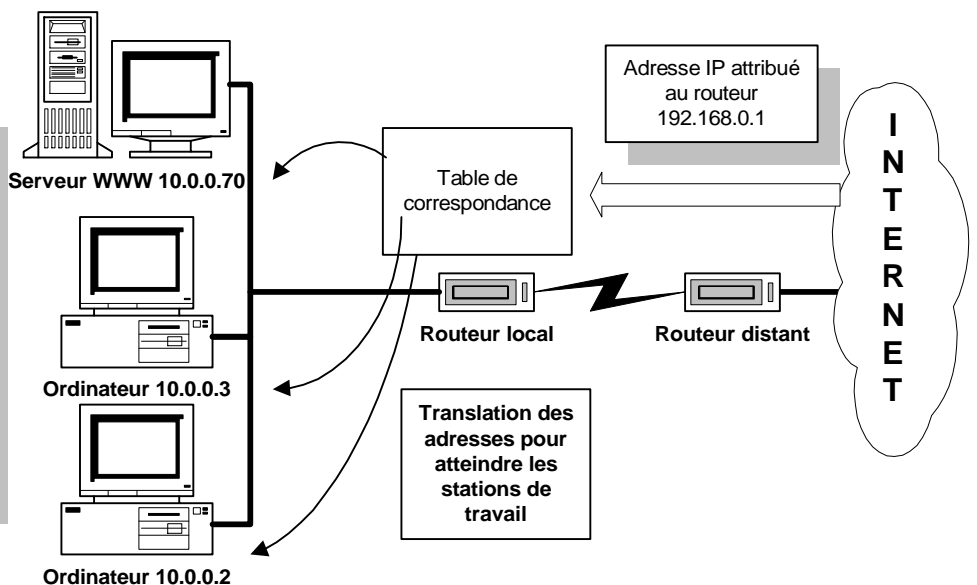 Adresse IP attribué
au routeur
192.168.0.1
I
N
T
E
R
N
E
T
Serveur WWW 10.0.0.70
Table de
correspondance
Routeur local
Routeur distant
Ordinateur 10.0.0.3
Translation des
adresses pour
atteindre les
stations de
travail
Ordinateur 10.0.0.2